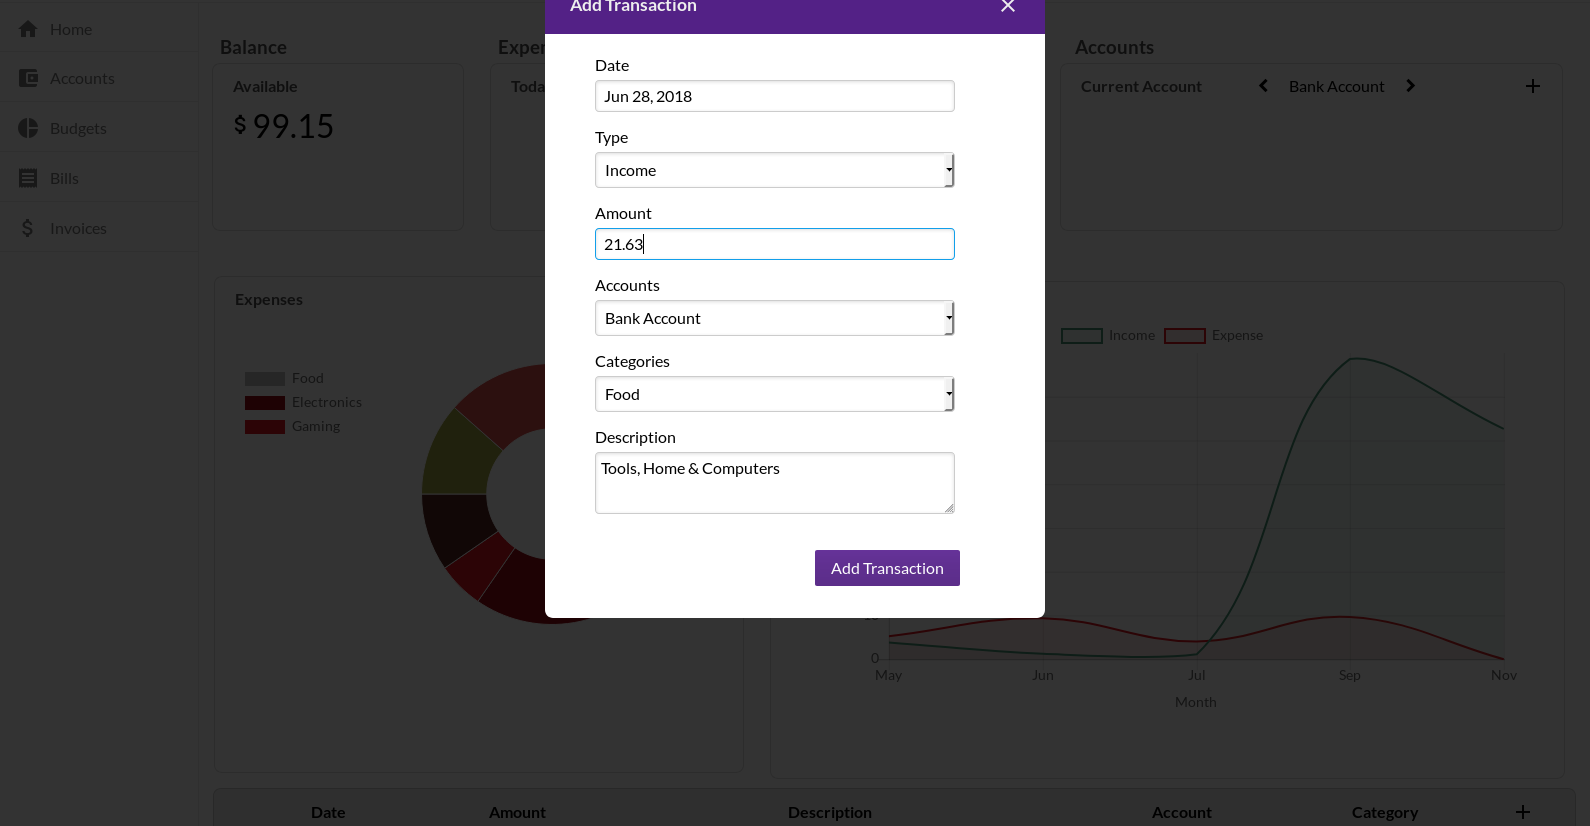 Add Transaction
Home
Accounts
Budgets
Bills
Invoices
Balance
Available
$ 99.15
Accounts
Current Account
Bank Account
Date
Jun 28, 2018
Type
Income
Amount
21.63
Accounts
Bank Account
Categories
Food
Description
Tools, Home & Computers
Add Transaction
Expenses
Food
Electronics
Gaming
Income
Expense
0
May
Jun
Jul
Sep
Nov
Month
Date
Amount
Description
Account
Category